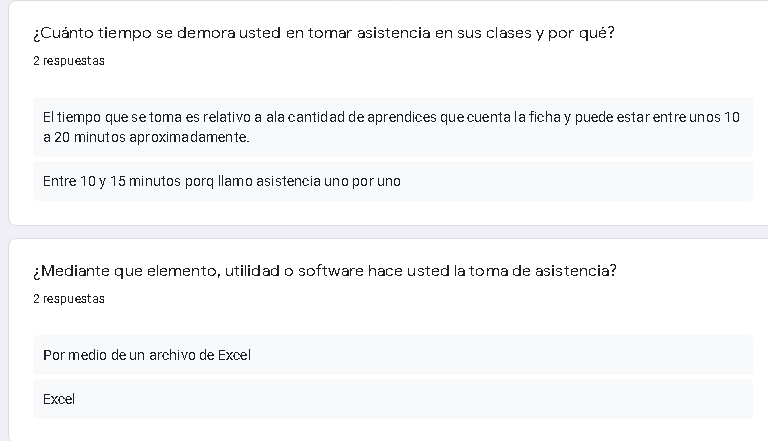 ¿Cuánto tiempo se demora usted en tomar asistencia en sus clases y por qué?
2 respuestas
El tiempo que se toma es relativo a ala cantidad de aprendices que cuenta la ficha y puede estar entre unos 10
a 20 minutos aproximadamente.
Entre 10 y 15 minutos porq llamo asistencia uno por uno
¿Mediante que elemento, utilidad o software hace usted la toma de asistencia?
2 respuestas
Por medio de un archivo de Excel
Excel